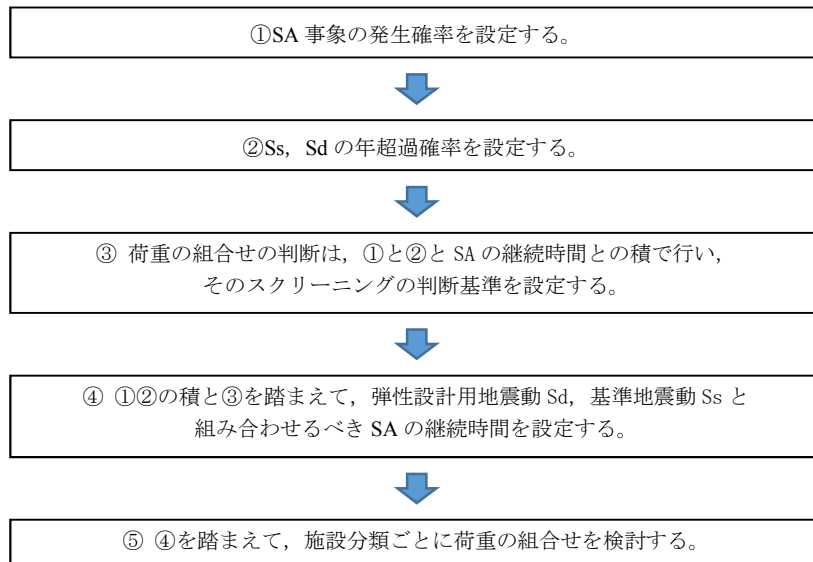 ①SA 事象の発生確率を設定する。
②Ss，Sd の年超過確率を設定する。
③ 荷重の組合せの判断は，①と②と SA の継続時間との積で行い，
そのスクリーニングの判断基準を設定する。
④ ①②の積と③を踏まえて，弾性設計用地震動 Sd，基準地震動 Ss と
組み合わせるべき SA の継続時間を設定する。
⑤ ④を踏まえて，施設分類ごとに荷重の組合せを検討する。